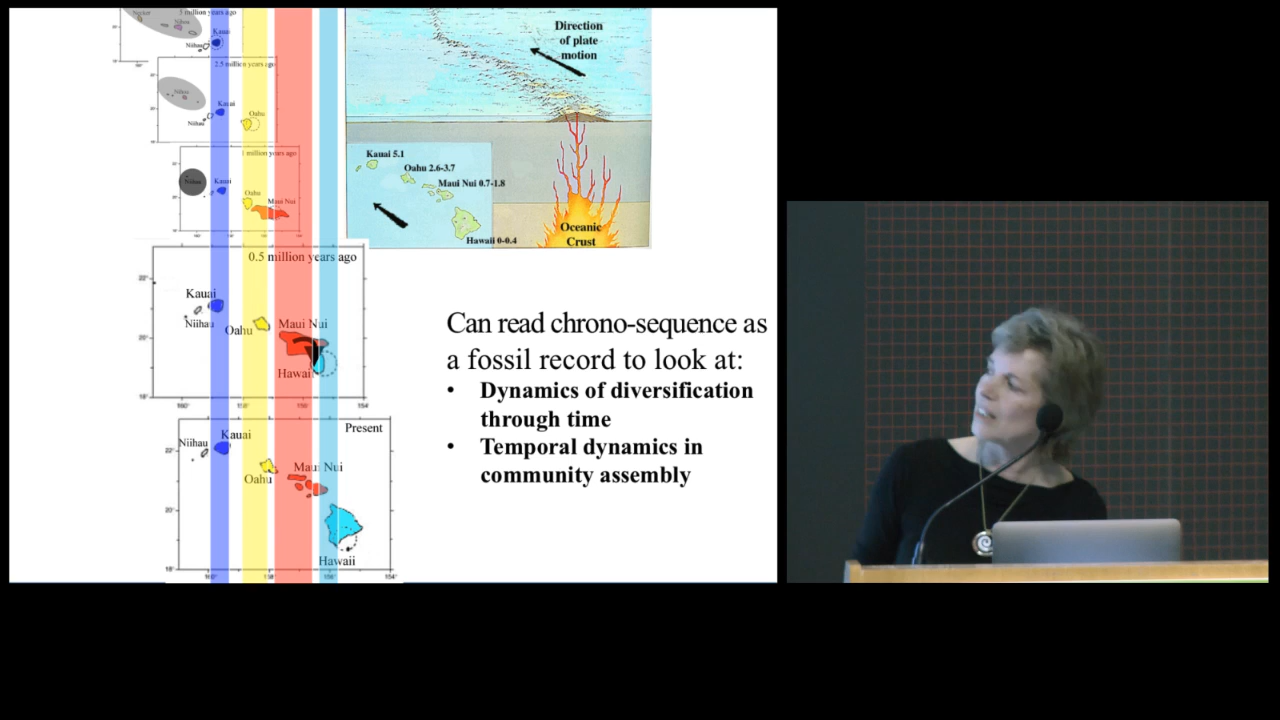 5 million years ago
Kauai
Niihau
2.5 million years ago
Niihau
Kauai
Oahu
Niihau
1 million years ago
Niihau
Kauai
Oahu
Maui Nui
0.5 million years ago
Kauai
Niihau
Oahu
Maui Nui
Hawaii
Present
Kauai
Niihau
Maui Nui
Oahu
Hawaii
Direction
of plate
motion
Kauai 5.1
Oahu 2.6-3.7
Maui Nui 0.7-1.8
Hawaii 0-0.4
Oceanic
Crust
Can read chrono-sequence as
a fossil record to look at:
• Dynamics of diversification
through time
• Temporal dynamics in
community assembly